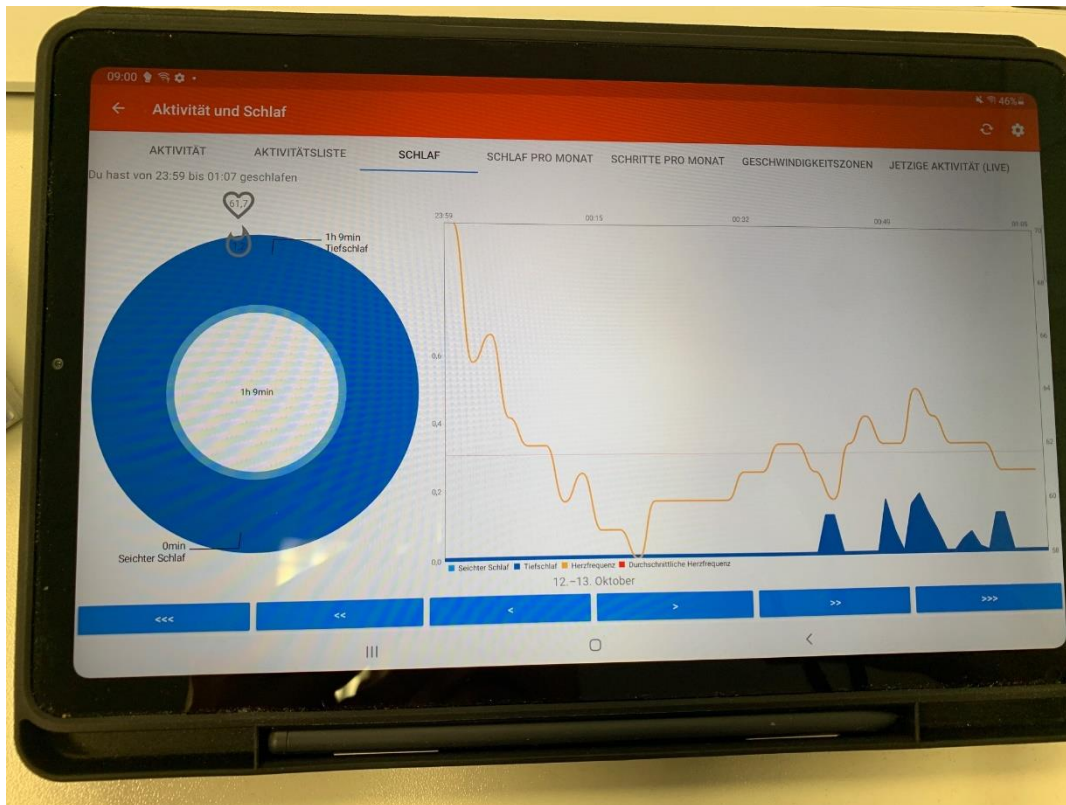 09:00
46%
Aktivität und Schlaf
AKTIVITÄT AKTIVITÄTSLISTE SCHLAF SCHLAF PRO MONAT SCHRITTE PRO MONAT GESCHWINDIGKEITSZONEN JETZIGE AKTIVITÄT (LIVE)
Du hast von 23:59 bis 01:07 geschlafen
61,7
1h 9min
Tiefschlaf
1h 9min
0min
Seichter Schlaf
23:59 00:15 00:32 00:49
0,6
0,4
0,2
0,0
64
62
60
58
Seichter Schlaf Tiefschlaf Herzfrequenz Durchschnittliche Herzfrequenz
12.–13. Oktober
<<< << < > >> >>>